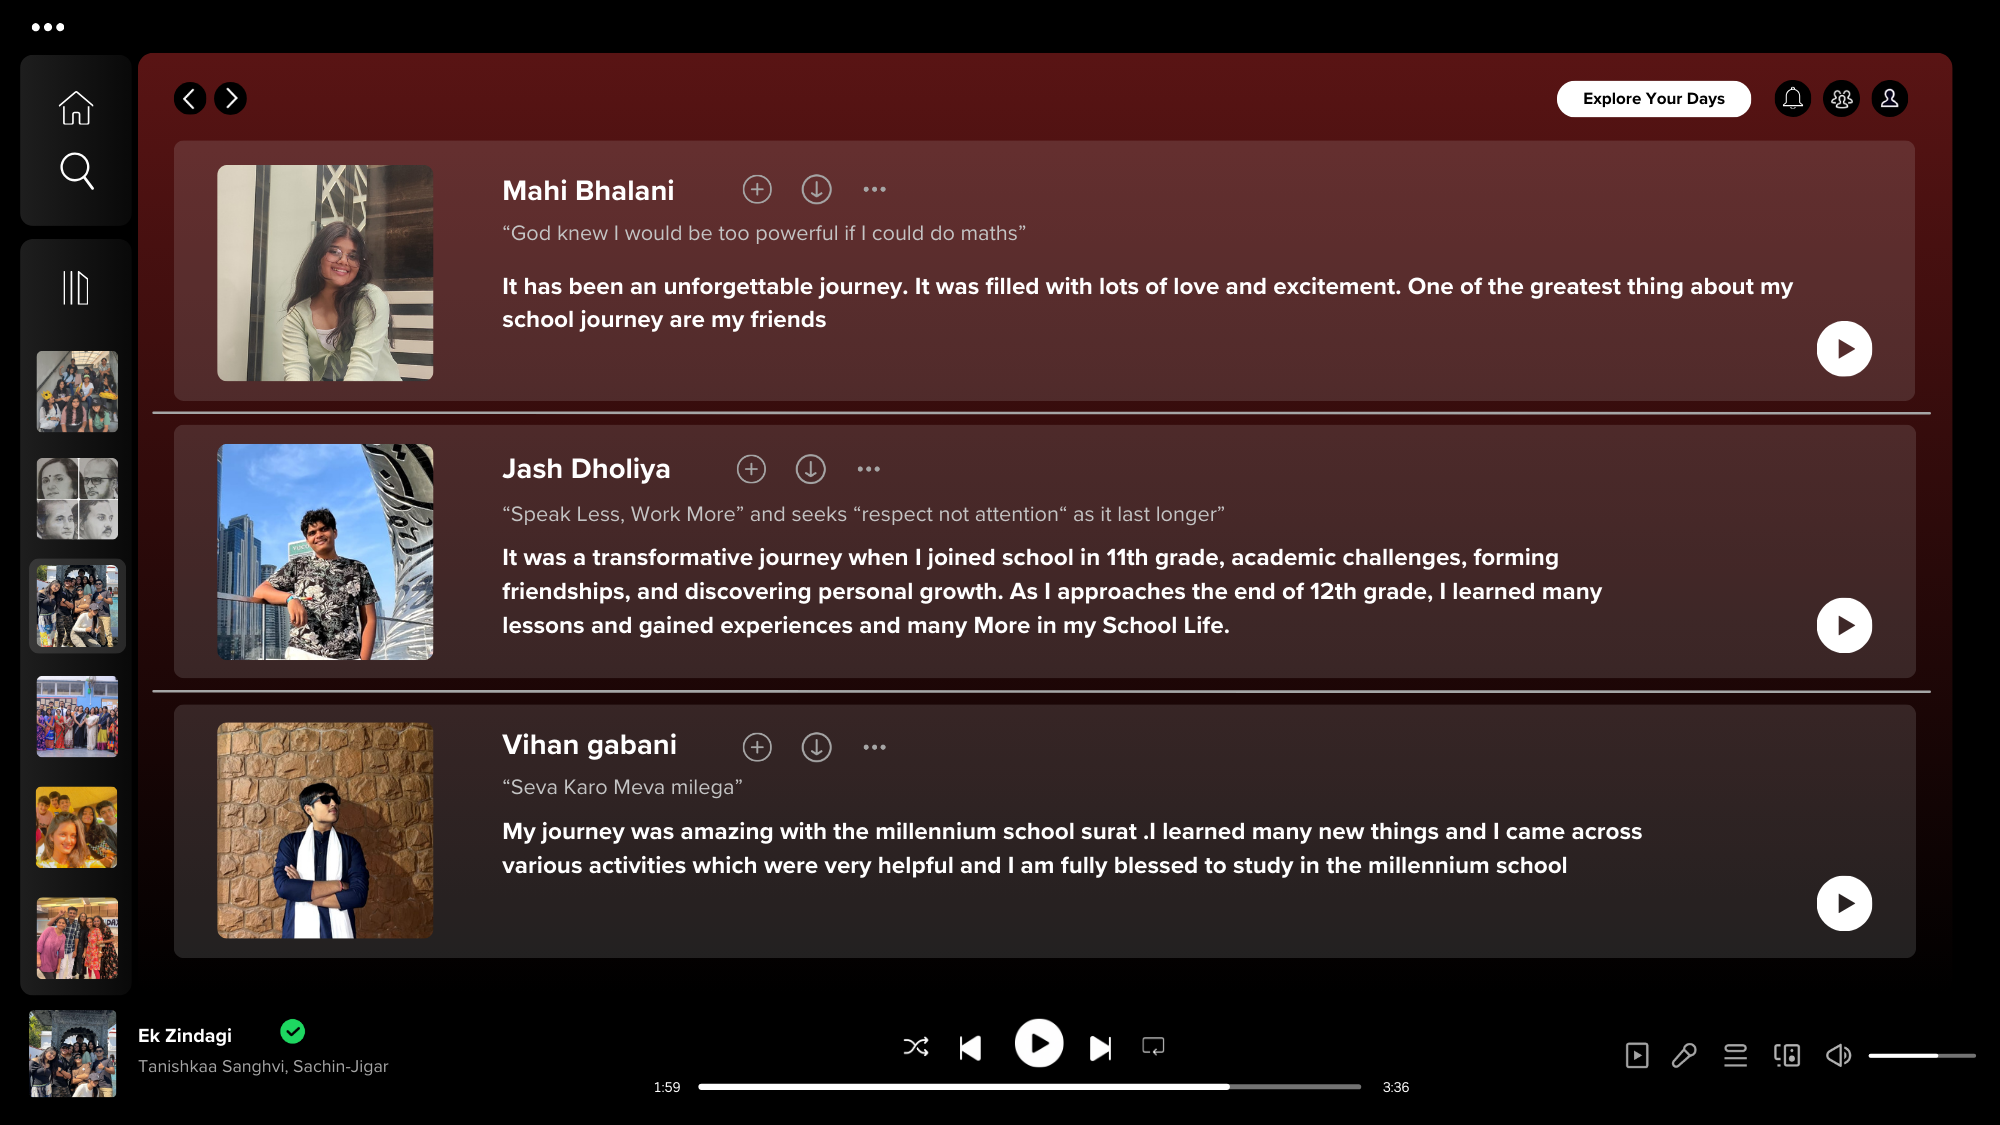 Explore Your Days
Mahi Bhalani
“God knew I would be too powerful if I could do maths”
It has been an unforgettable journey. It was filled with lots of love and excitement. One of the greatest thing about my
school journey are my friends
Jash Dholiya
“Speak Less, Work More” and seeks “respect not attention“ as it last longer”
It was a transformative journey when I joined school in 11th grade, academic challenges, forming
friendships, and discovering personal growth. As I approaches the end of 12th grade, I learned many
lessons and gained experiences and many More in my School Life.
Vihan gabani
“Seva Karo Meva milega”
My journey was amazing with the millennium school surat .I learned many new things and I came across
various activities which were very helpful and I am fully blessed to study in the millennium school
Ek Zindagi
Tanishkaa Sanghvi, Sachin-Jigar
1:59
3:36